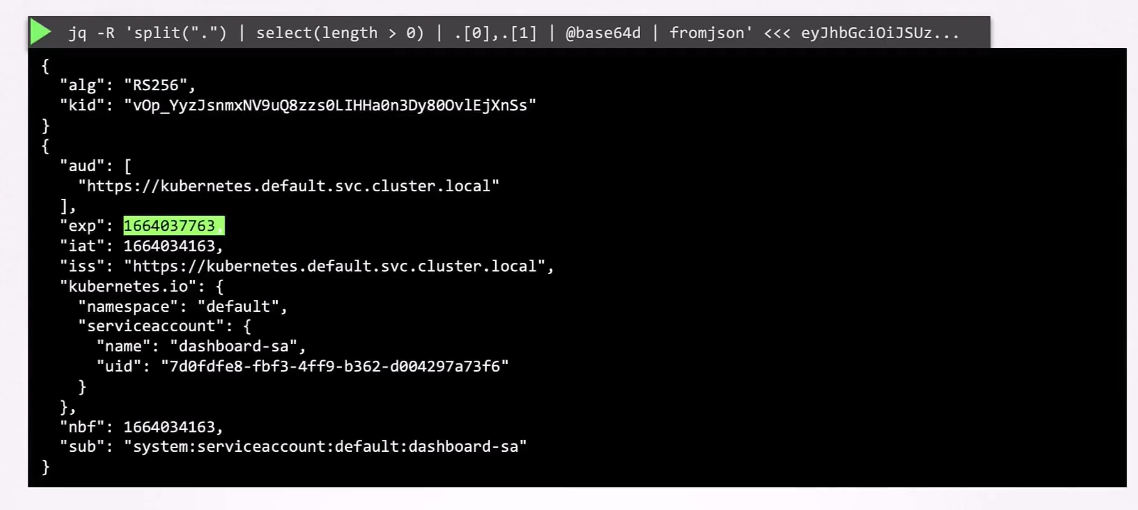 jq -R 'split(".") | select(length > 0) | .[0],.[1] | @base64d | fromjson' <<< eyJhbGciOiJSUz...
{
  "alg": "RS256",
  "kid": "vOp_YyzJsnmxNV9uQ8zzs0LIHHa0n3Dy80OvlEjXnSs"
}
{
  "aud": [
    "https://kubernetes.default.svc.cluster.local"
  ],
  "exp": 1664037763,
  "iat": 1664034163,
  "iss": "https://kubernetes.default.svc.cluster.local",
  "kubernetes.io": {
    "namespace": "default",
    "serviceaccount": {
      "name": "dashboard-sa",
      "uid": "7d0fdfe8-fbf3-4ff9-b362-d004297a73f6"
    }
  },
  "nbf": 1664034163,
  "sub": "system:serviceaccount:default:dashboard-sa"
}